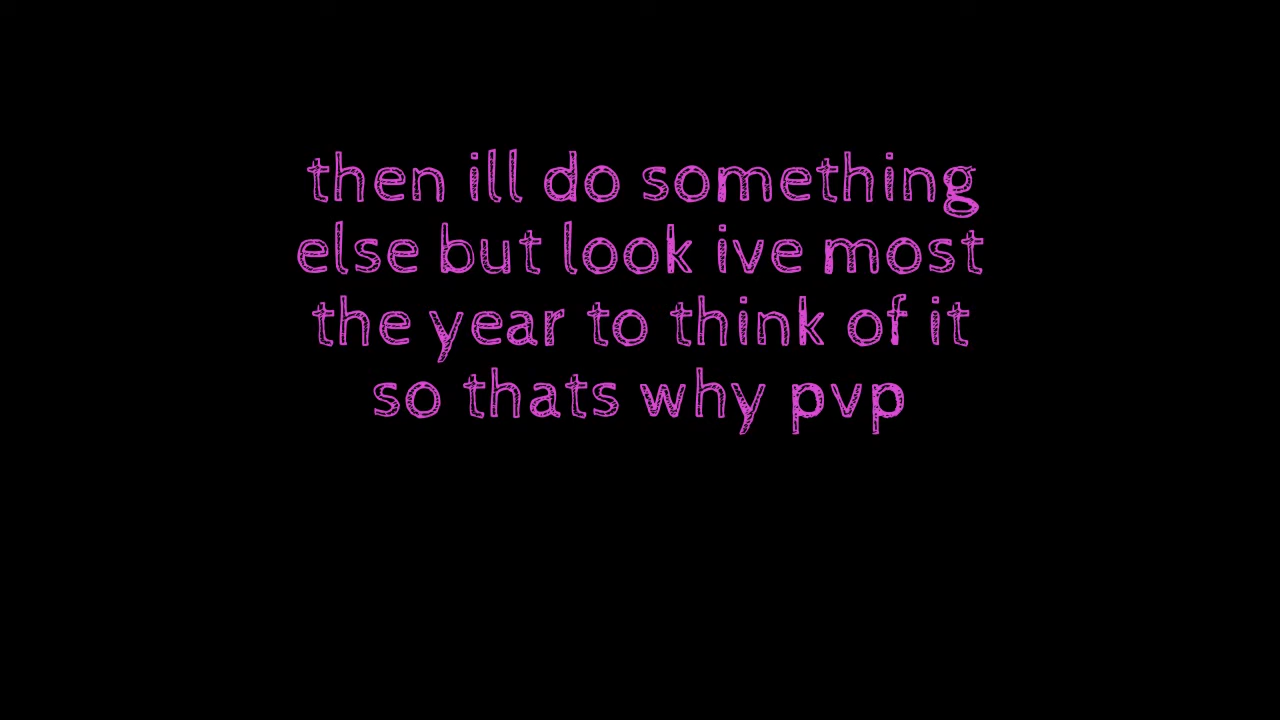 then ill do something
else but look ive most
the year to think of it
so thats why pvp